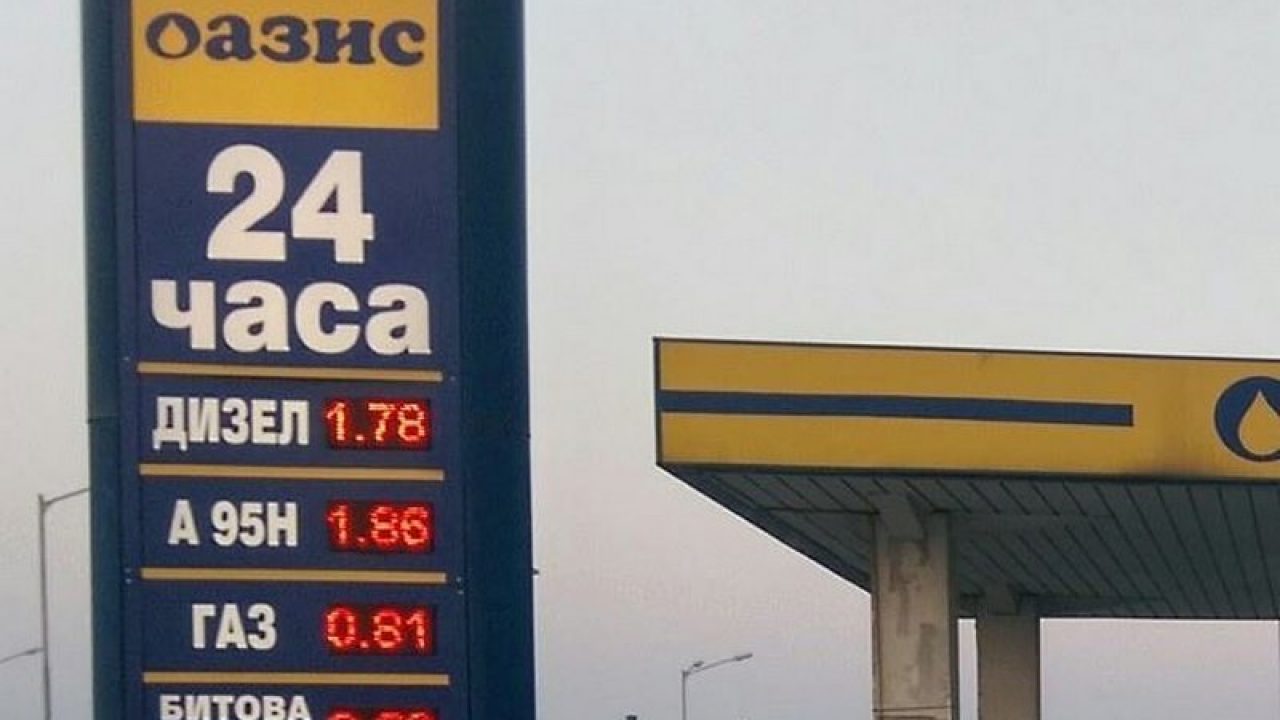 Оазис
24
часа
ДИЗЕЛ 1.78
А 95Н 1.86
ГАЗ 0.81
БИТОВА